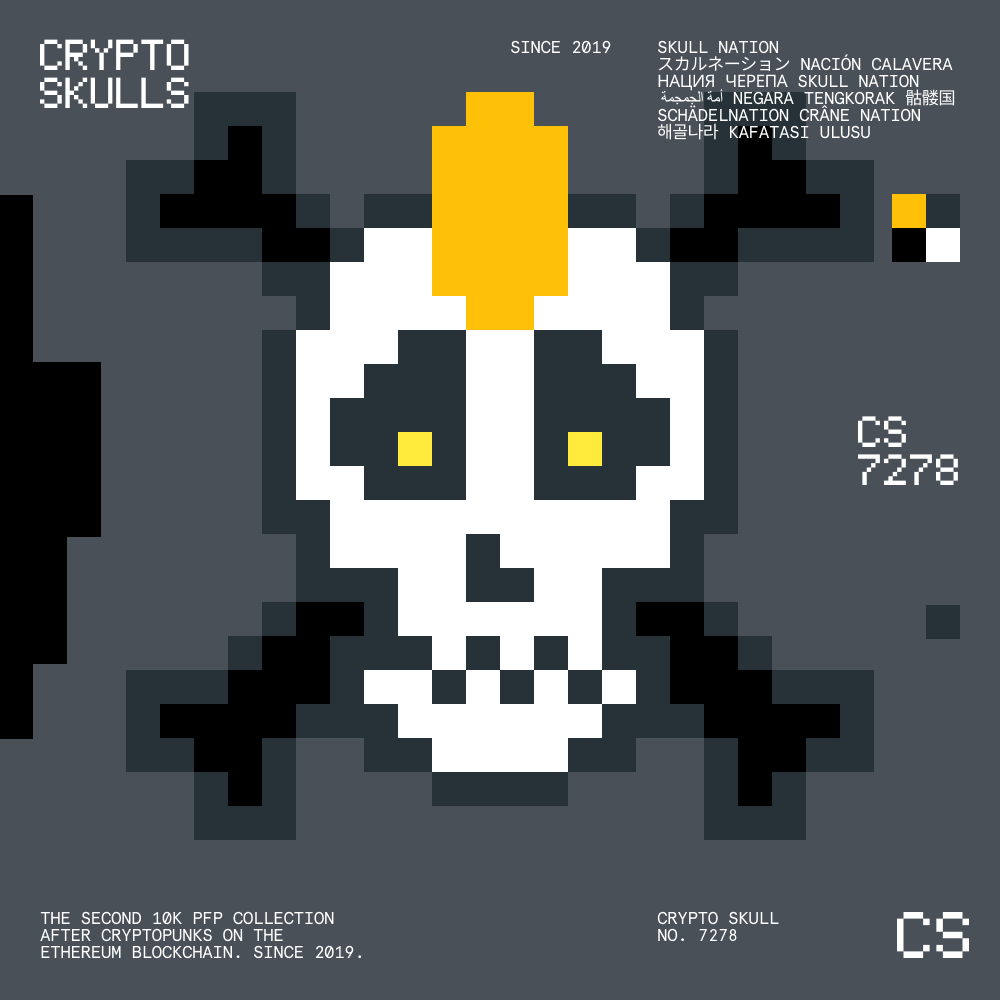 CRYPTO
SKULLS
SINCE 2019
SKULL NATION
スカルネーション NACIÓN CALAVERA
НАЦИЯ ЧЕРЕПА SKULL NATION
أمة الجمجمة NEGARA TENGKORAK 骷髅国
SCHÄDELNATION CRÂNE NATION
해골나라 KAFATASI ULUSU
CS
7278
THE SECOND 10K PFP COLLECTION
AFTER CRYPTOPUNKS ON THE
ETHEREUM BLOCKCHAIN. SINCE 2019.
CRYPTO SKULL
NO. 7278
CS